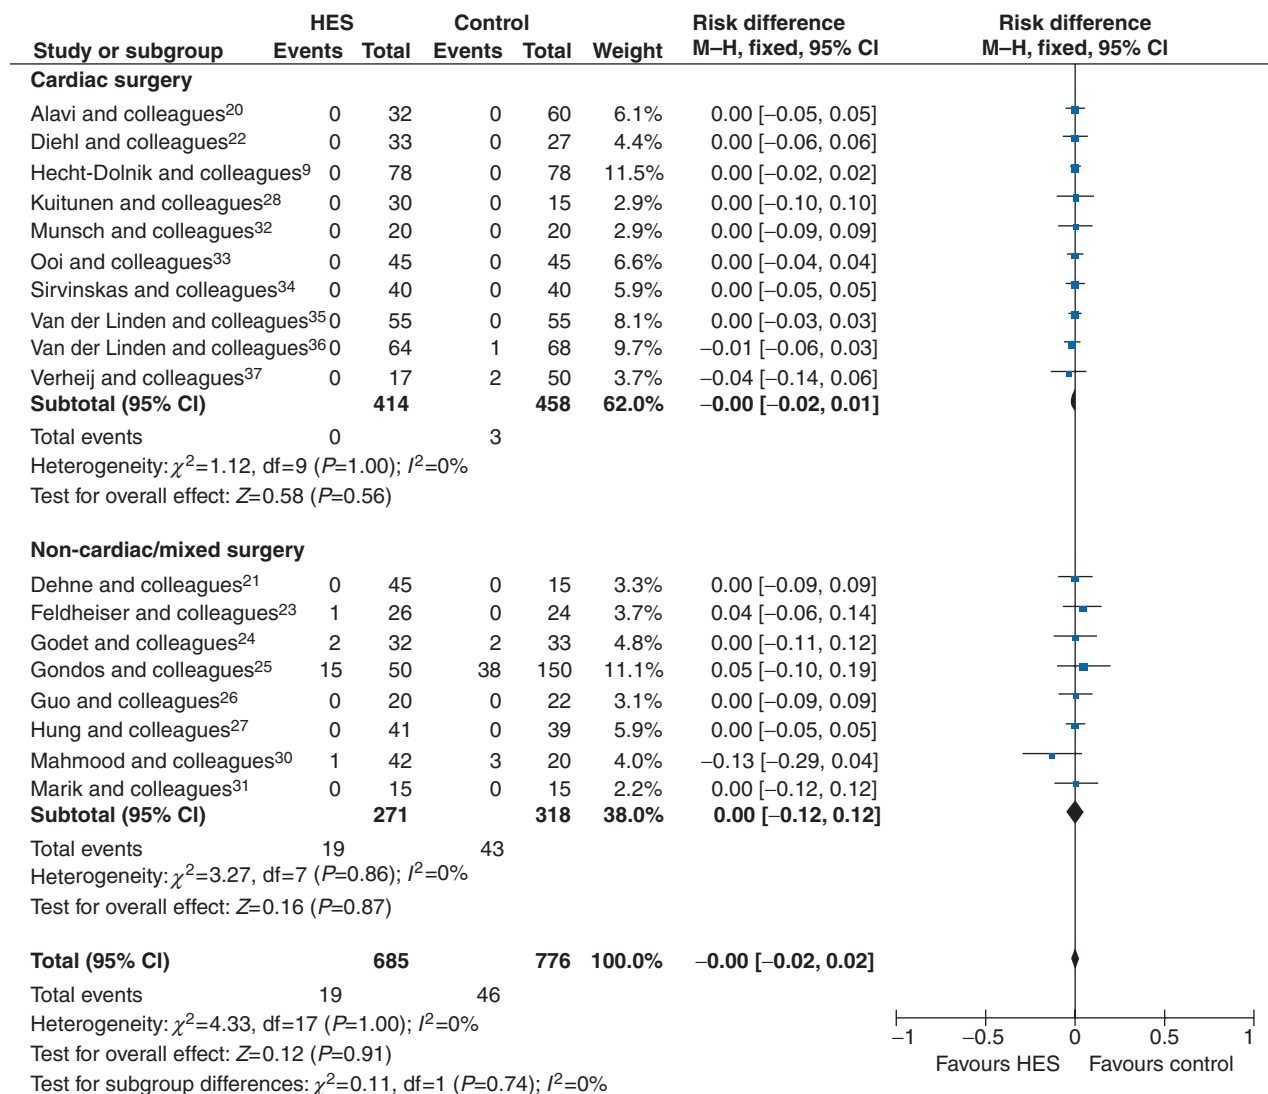 HES Control Risk difference Risk difference
Study or subgroup Events Total Events Total Weight M–H, fixed, 95% CI M–H, fixed, 95% CI
Cardiac surgery
Alavi and colleagues20 0 32 0 60 6.1% 0.00 [−0.05, 0.05]
Diehl and colleagues22 0 33 0 27 4.4% 0.00 [−0.06, 0.06]
Hecht-Dolnik and colleagues9 0 78 0 78 11.5% 0.00 [−0.02, 0.02]
Kuitunen and colleagues28 0 30 0 15 2.9% 0.00 [−0.10, 0.10]
Munsch and colleagues32 0 20 0 20 2.9% 0.00 [−0.09, 0.09]
Ooi and colleagues33 0 45 0 45 6.6% 0.00 [−0.04, 0.04]
Sirvinskas and colleagues34 0 40 0 40 5.9% 0.00 [−0.05, 0.05]
Van der Linden and colleagues35 0 55 0 55 8.1% 0.00 [−0.03, 0.03]
Van der Linden and colleagues36 0 64 1 68 9.7% −0.01 [−0.06, 0.03]
Verheij and colleagues37 0 17 2 50 3.7% −0.04 [−0.14, 0.06]
Subtotal (95% CI) 414 458 62.0% −0.00 [−0.02, 0.01]
Total events 0 3
Heterogeneity: χ2=1.12, df=9 (P=1.00); I2=0%
Test for overall effect: Z=0.58 (P=0.56)
Non-cardiac/mixed surgery
Dehne and colleagues21 0 45 0 15 3.3% 0.00 [−0.09, 0.09]
Feldheiser and colleagues23 1 26 0 24 3.7% 0.04 [−0.06, 0.14]
Godet and colleagues24 2 32 2 33 4.8% 0.00 [−0.11, 0.12]
Gondos and colleagues25 15 50 38 150 11.1% 0.05 [−0.10, 0.19]
Guo and colleagues26 0 20 0 22 3.1% 0.00 [−0.09, 0.09]
Hung and colleagues27 0 41 0 39 5.9% 0.00 [−0.05, 0.05]
Mahmood and colleagues30 1 42 3 20 4.0% −0.13 [−0.29, 0.04]
Marik and colleagues31 0 15 0 15 2.2% 0.00 [−0.12, 0.12]
Subtotal (95% CI) 271 318 38.0% 0.00 [−0.12, 0.12]
Total events 19 43
Heterogeneity: χ2=3.27, df=7 (P=0.86); I2=0%
Test for overall effect: Z=0.16 (P=0.87)
Total (95% CI) 685 776 100.0% −0.00 [−0.02, 0.02]
Total events 19 46
Heterogeneity: χ2=4.33, df=17 (P=1.00); I2=0%
Test for overall effect: Z=0.12 (P=0.91)
Test for subgroup differences: χ2=0.11, df=1 (P=0.74); I2=0%
−1 −0.5 0 0.5 1
Favours HES Favours control